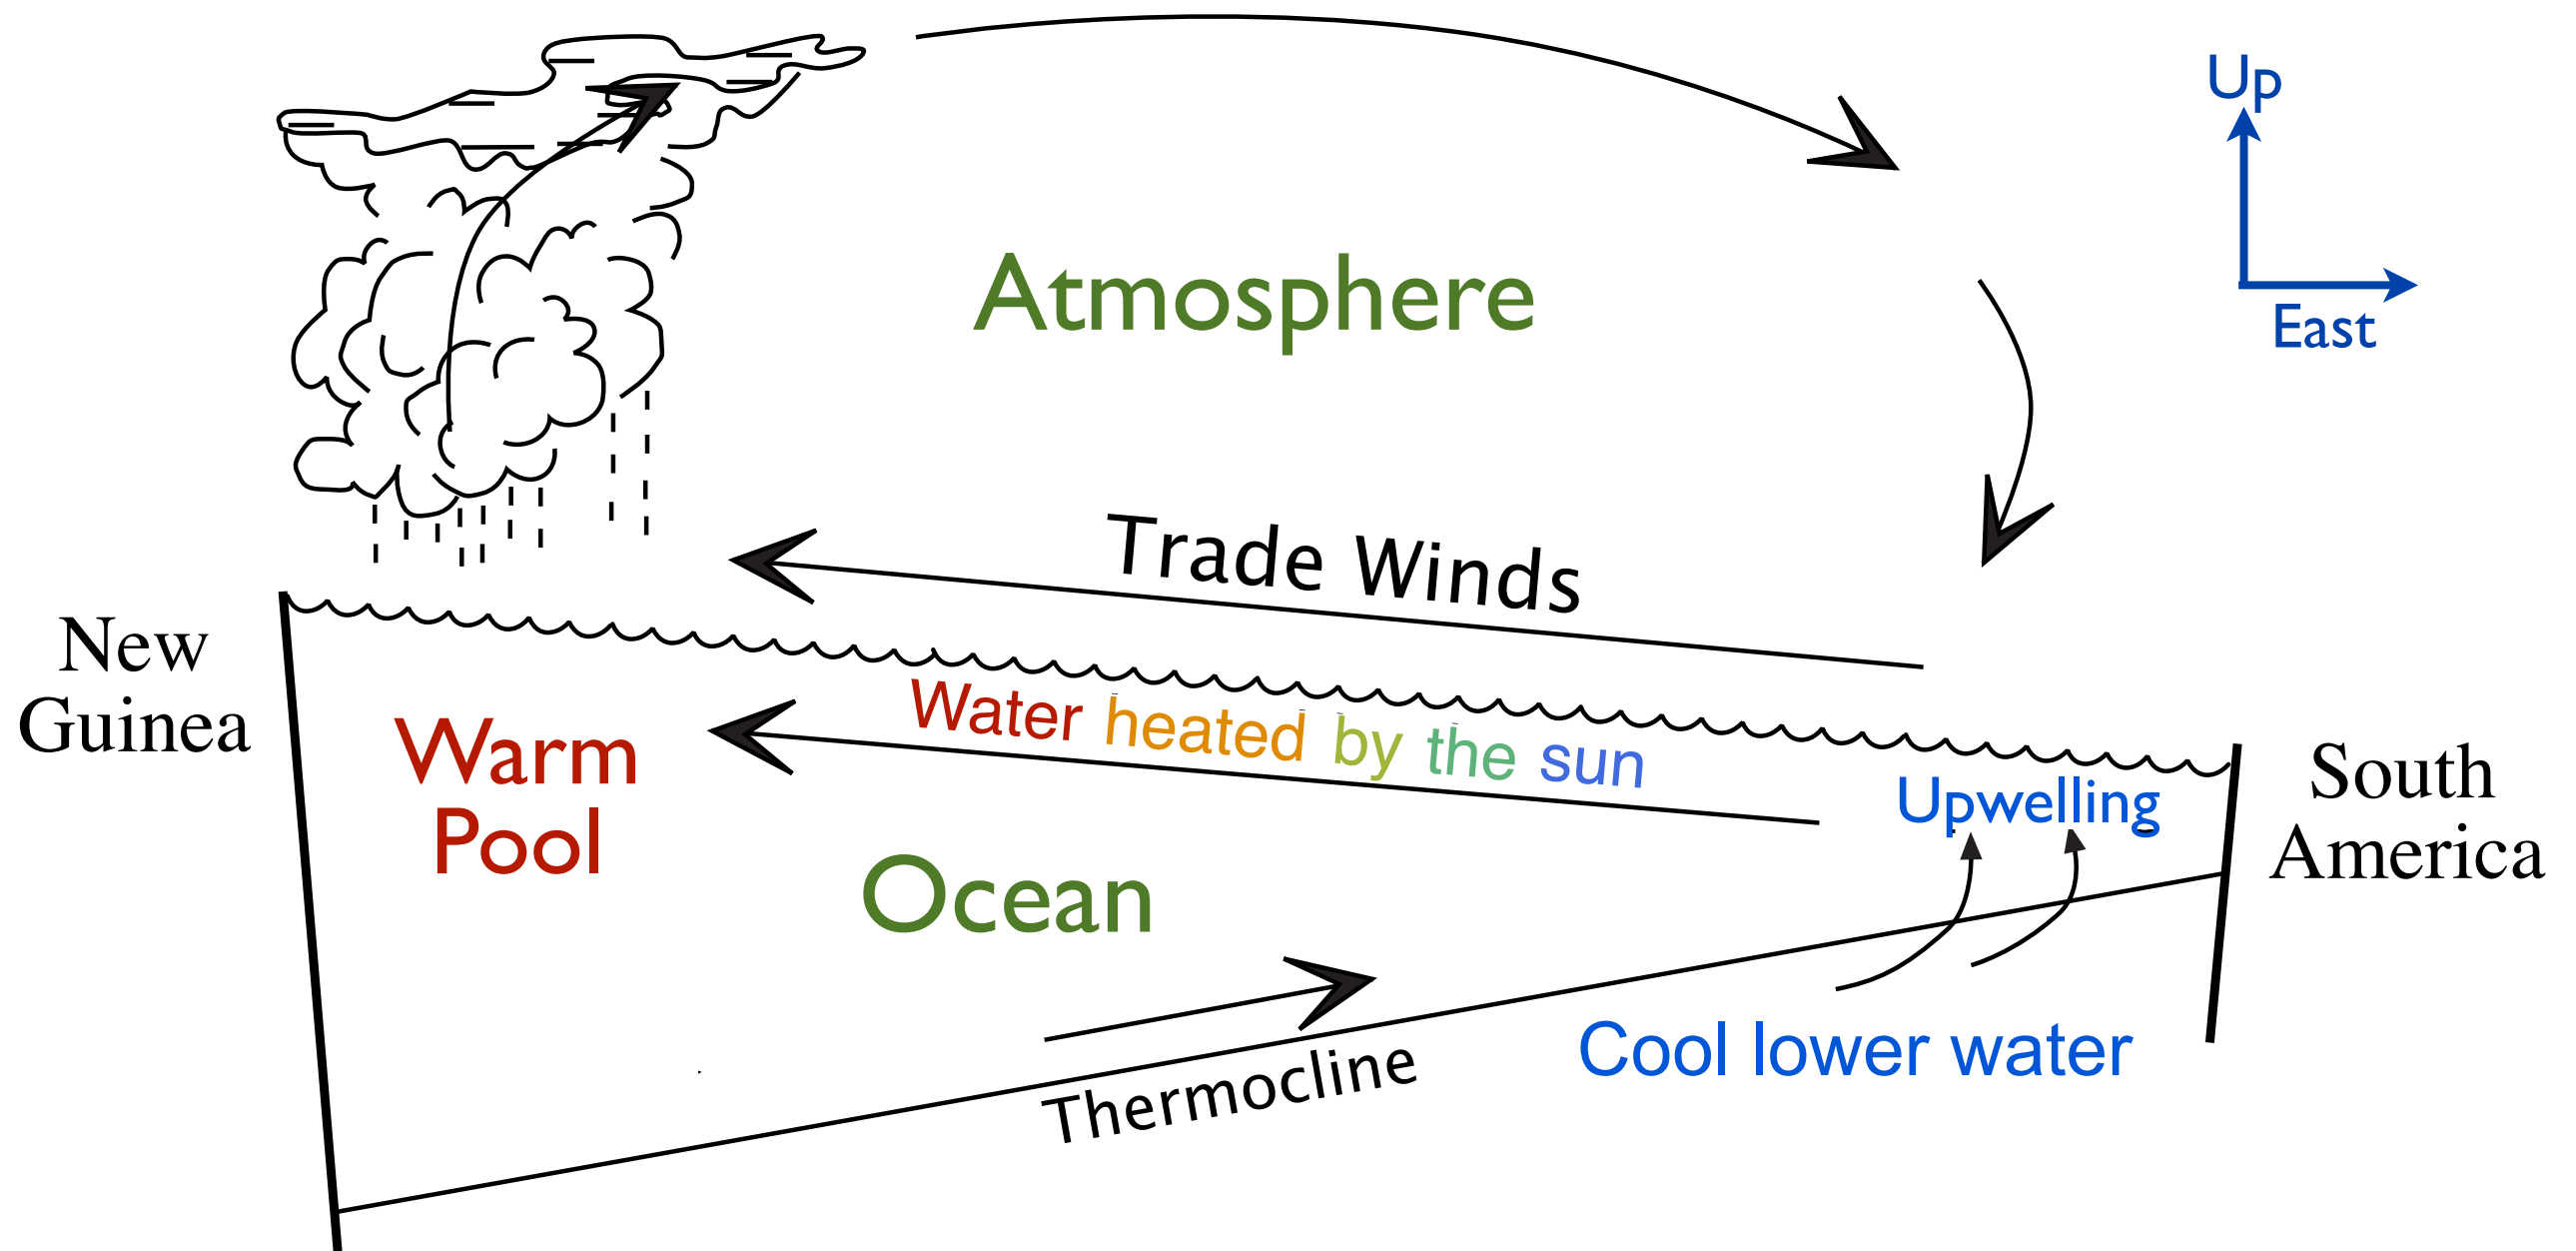 Up
East
Atmosphere
Trade Winds
New
Guinea
Water heated by the sun
Warm
Pool
Upwelling
South
America
Ocean
Cool lower water
Thermocline